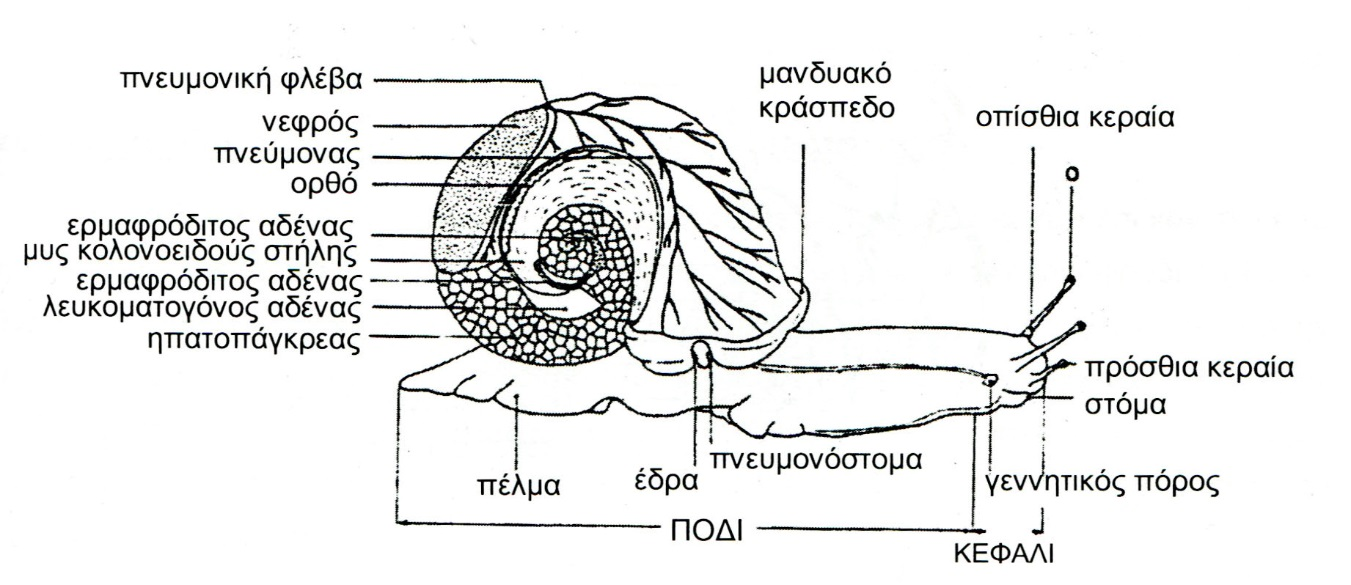 πνευμονική φλέβα
νεφρός
πνεύμονας
ορθό
ερμαφρόδιτος αδένας
μυς κολονοειδούς στήλης
ερμαφρόδιτος αδένας
λευκοματογόνος αδένας
ηπατοπάγκρεας
μανδυακό
κράσπεδο
οπίσθια κεραία
ο
πρόσθια κεραία
στόμα
πέλμα
έδρα
πνευμονόστομα
γεννητικός πόρος
ΠΟΔΙ
ΚΕΦΑΛΙ